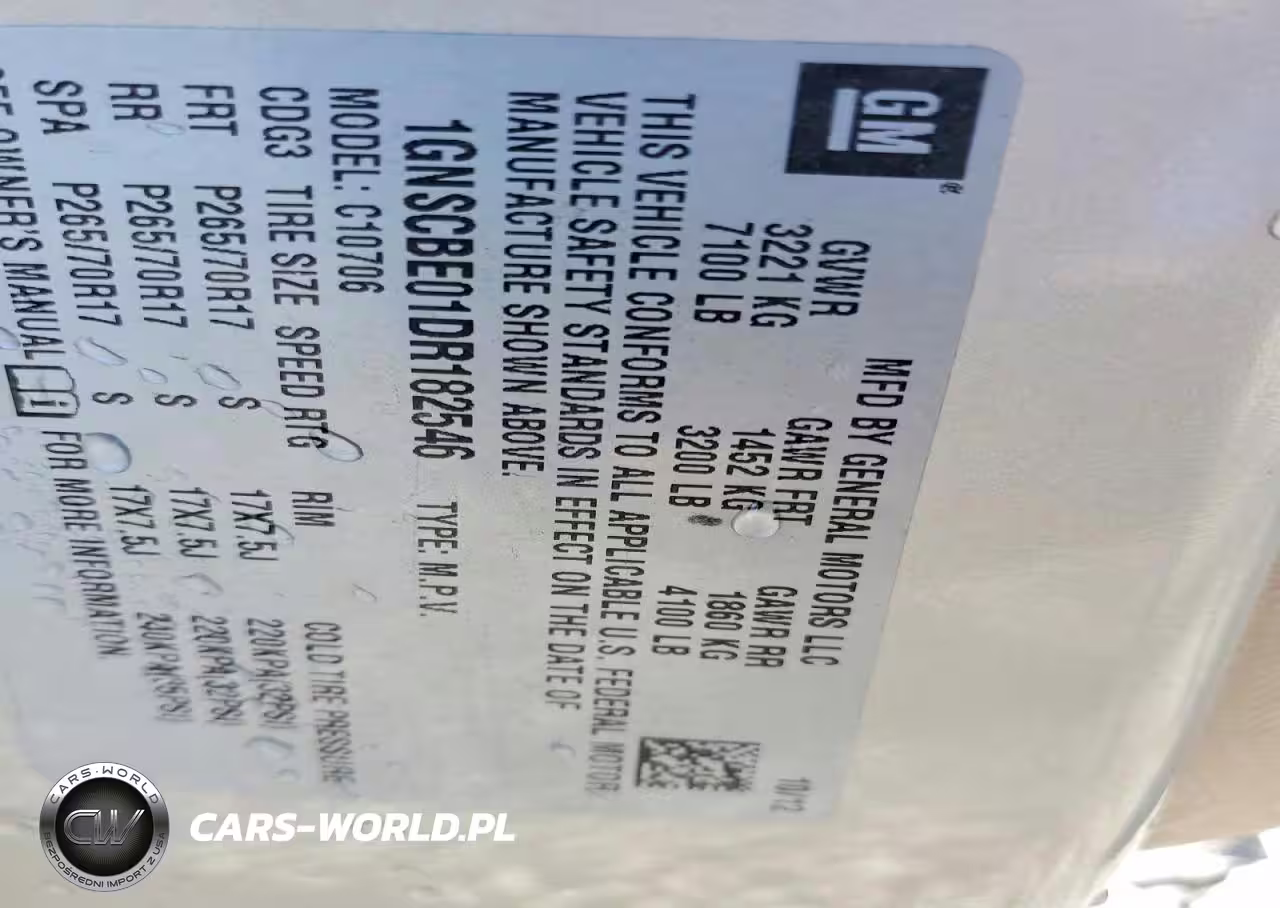 GM®
MFD BY GENERAL MOTORS LLC 10/12
GVWR GAWR FRT GAWR RR
3221 KG 1452 KG 1860 KG
7100 LB 3200 LB 4100 LB
THIS VEHICLE CONFORMS TO ALL APPLICABLE U.S. FEDERAL MOTOR
VEHICLE SAFETY STANDARDS IN EFFECT ON THE DATE OF
MANUFACTURE SHOWN ABOVE.
1GNSCBE01DR182546 TYPE: M.P.V.
MODEL: C10706
CDG3 TIRE SIZE SPEED RTG RIM COLD TIRE PRESSURE
FRT P265/70R17 S 17X7.5J 220KPA/32PSI
RR P265/70R17 S 17X7.5J 220KPA/32PSI
SPA P265/70R17 S 17X7.5J
OWNER'S MANUAL i FOR MORE INFORMATION.
CARS-WORLD
CW
BEZPOŚREDNI IMPORT Z USA
CARS-WORLD.PL